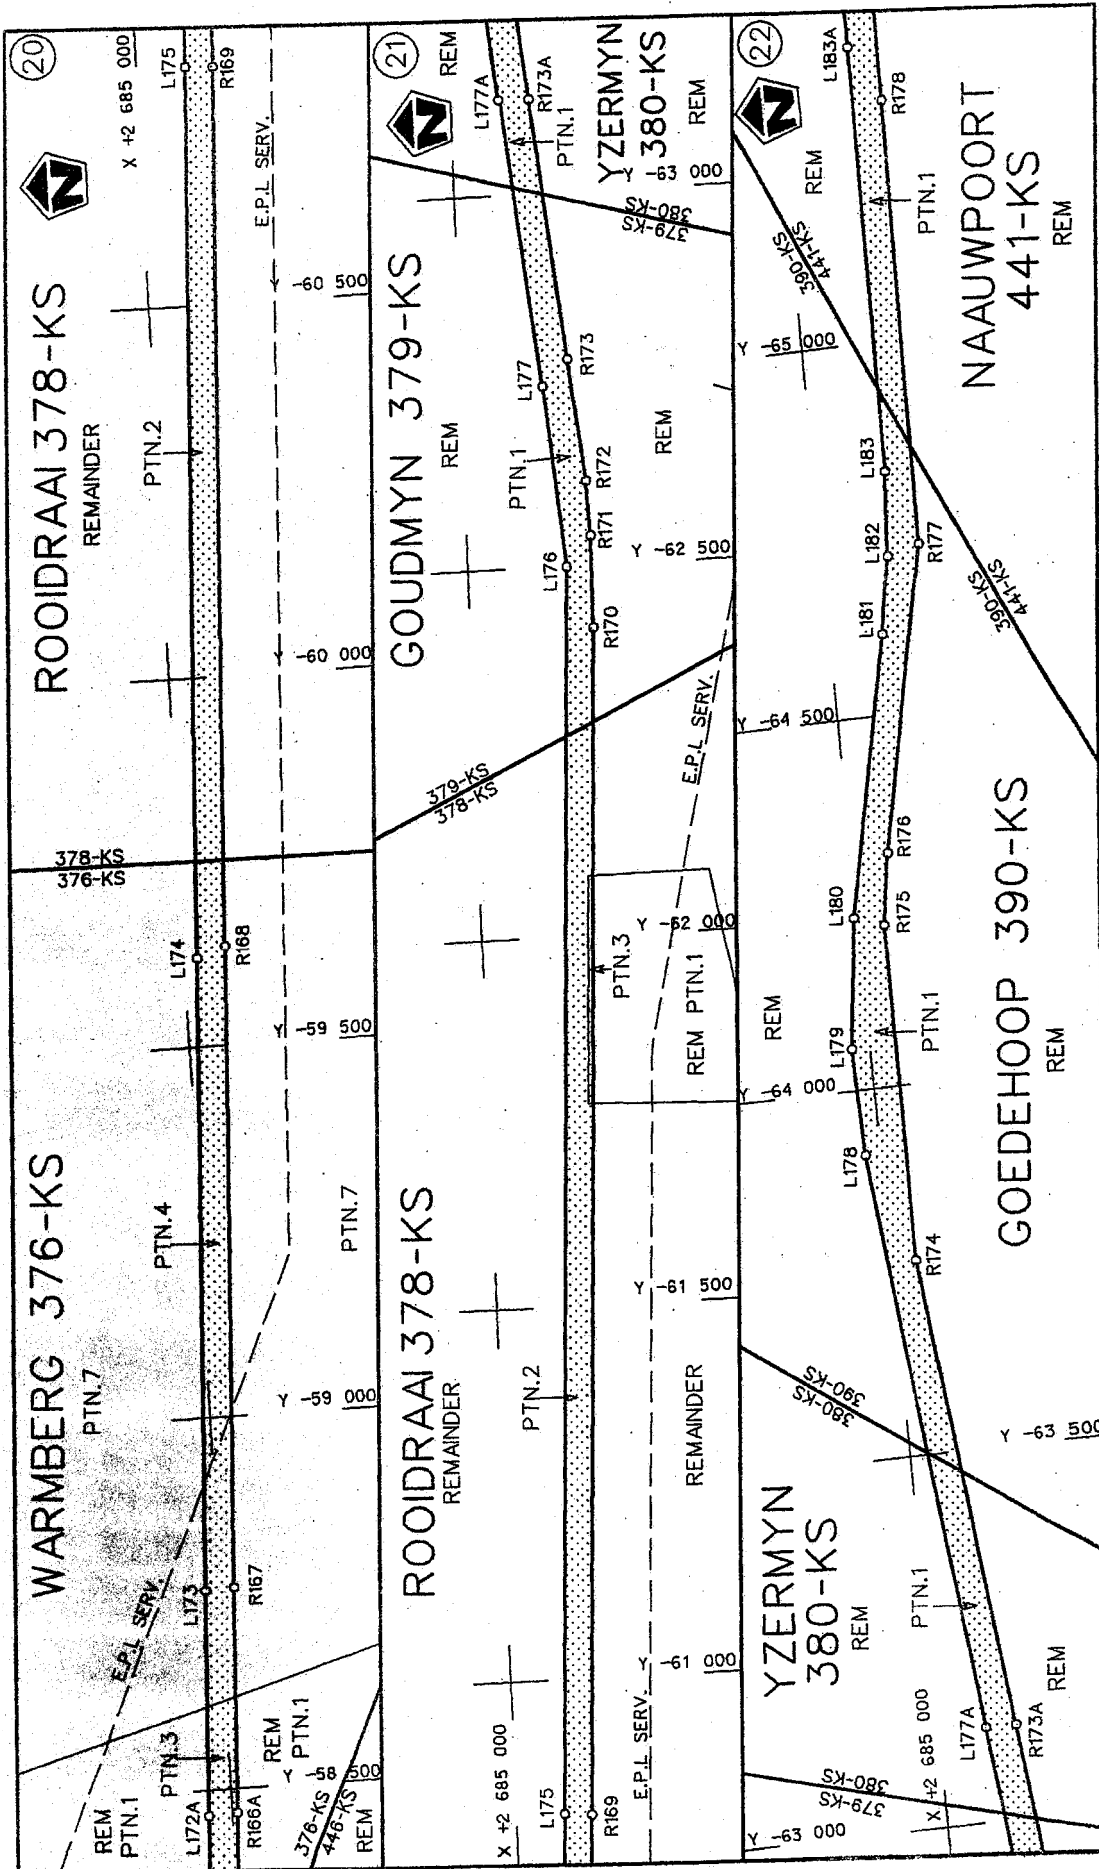 20
WARMBERG 376-KS
PTN.7
ROOIDRAAI 378-KS
REMAINDER
N
X +2 685 000
REM
PTN.1
PTN.3
E.P.L SERV.
PTN.4
378-KS
376-KS
PTN.2
L172A
L173
L174
L175
R166A
R167
R168
R169
E.P.L SERV.
REM
PTN.1
PTN.7
376-KS
446-KS
REM
Y -58 500
Y -59 000
Y -59 500
Y -60 000
-60 500
21
ROOIDRAAI 378-KS
REMAINDER
GOUDMYN 379-KS
REM
REM
N
X +2 685 000
379-KS
378-KS
PTN.2
PTN.1
PTN.1
L175
L176
L177
L177A
R169
R170
R171
R172
R173
R173A
PTN.3
E.P.L SERV.
E.P.L SERV.
REMAINDER
REM PTN.1
REM
380-KS
379-KS
YZERMYN
380-KS
REM
Y -61 000
Y -61 500
Y -62 000
Y -62 500
Y -63 000
22
N
YZERMYN
380-KS
REM
REM
REM
379-KS
380-KS
380-KS
390-KS
390-KS
441-KS
390-KS
441-KS
X +2 685 000
Y -63 000
Y -63 500
Y -64 000
Y -64 500
Y -65 000
L177A
L178
L179
L180
L181
L182
L183
L183A
R173A
R174
R175
R176
R177
R178
PTN.1
PTN.1
PTN.1
REM
GOEDEHOOP 390-KS
REM
NAAUWPOORT
441-KS
REM